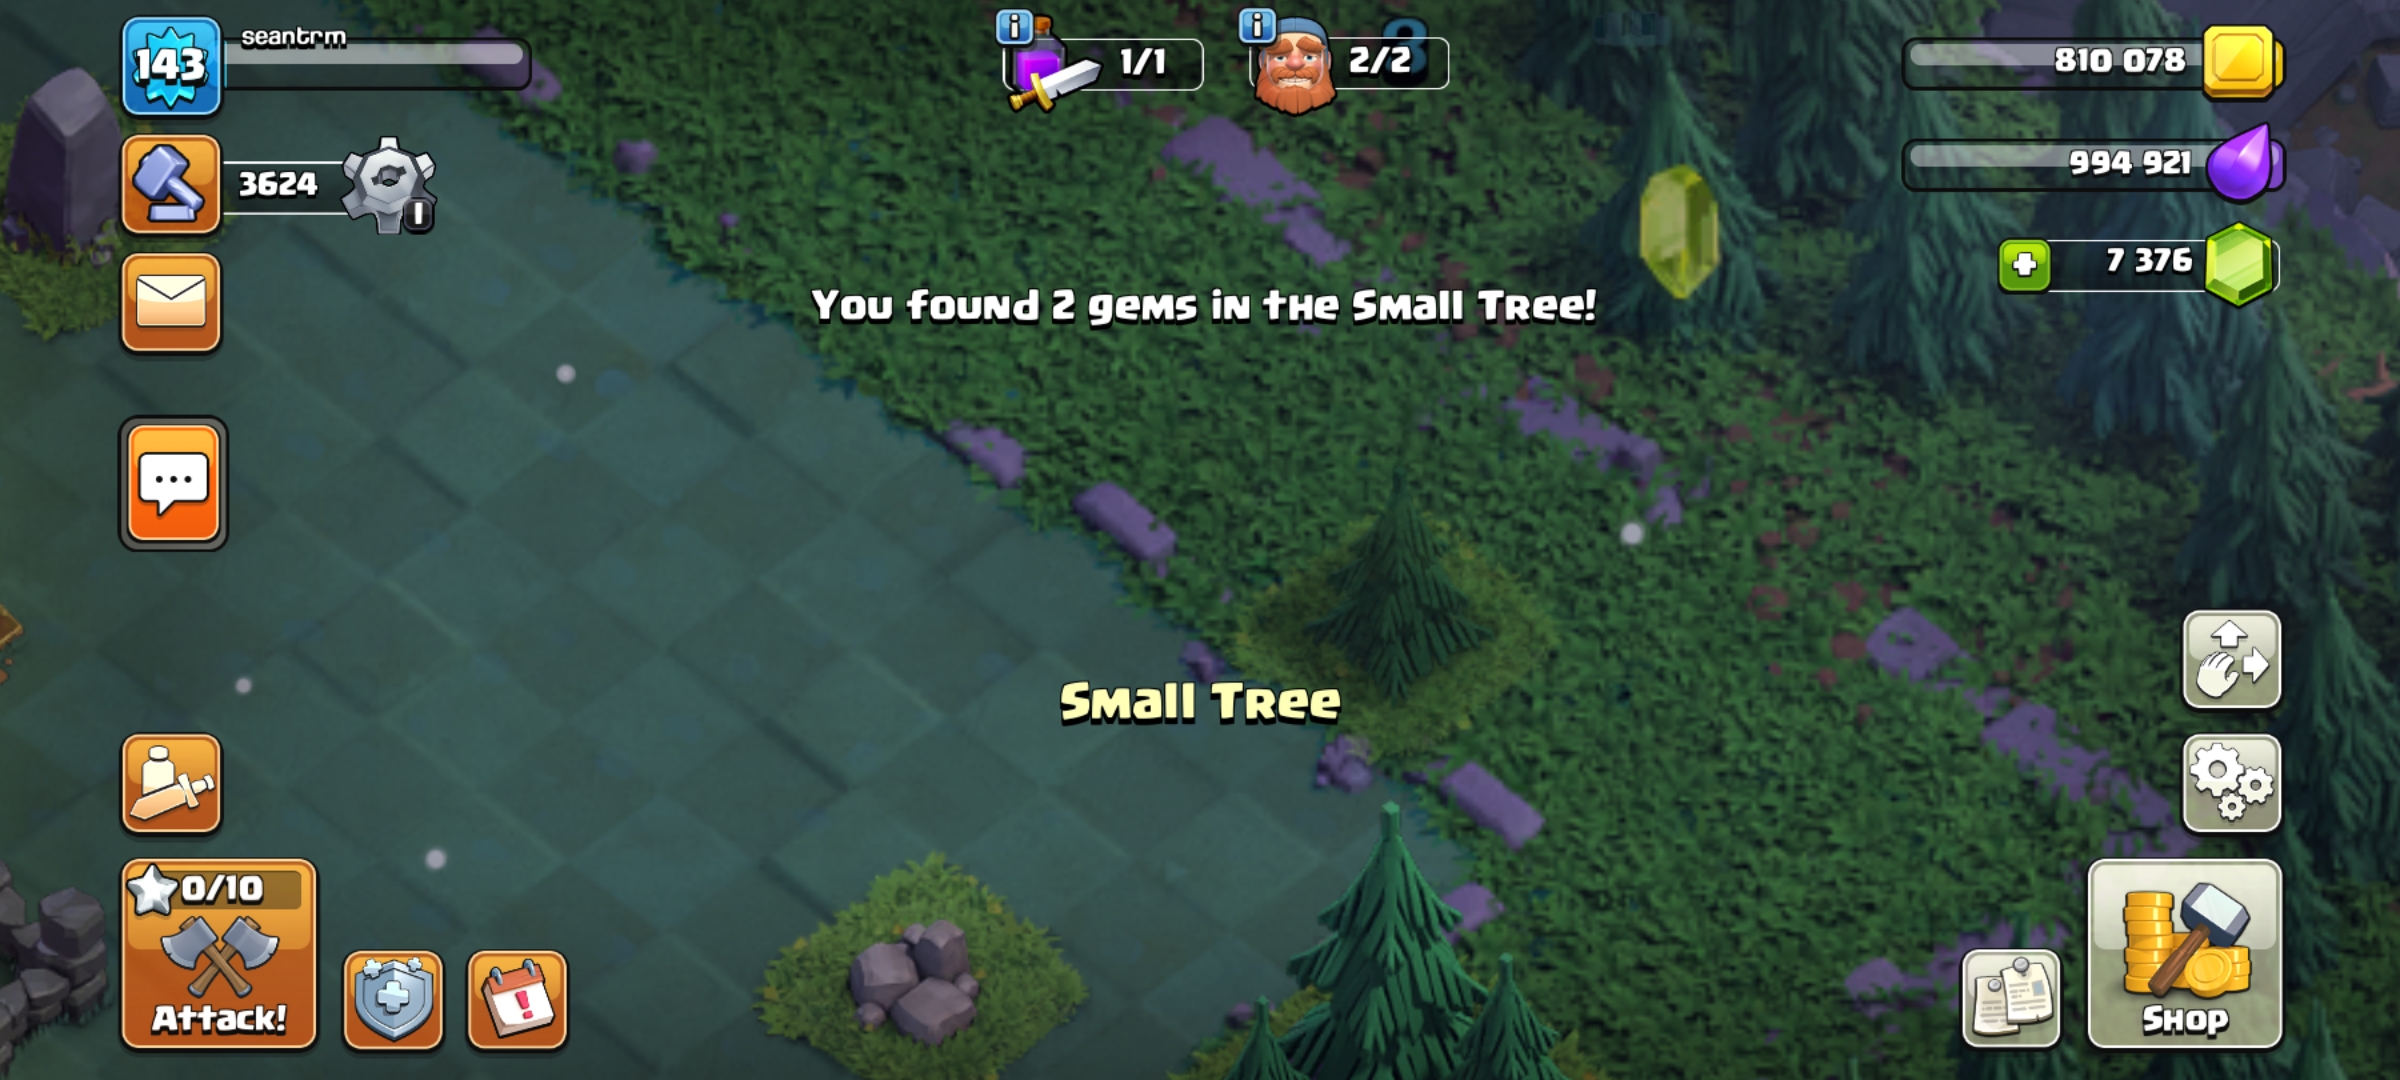 143
seantrm
1/1
2/2
8
810 078
3624
994 921
7 376
You found 2 gems in the Small Tree!
Small Tree
0/10
Attack!
Shop